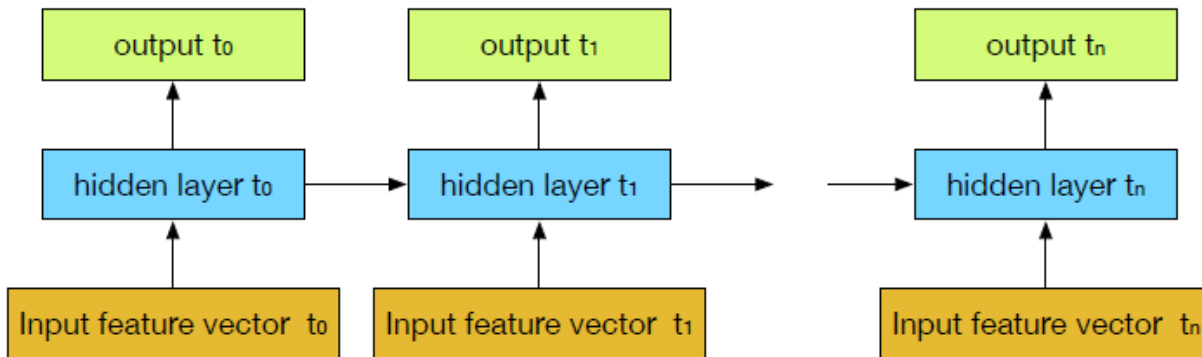 output t₀ output t₁ output tₙ
hidden layer t₀ hidden layer t₁ hidden layer tₙ
Input feature vector t₀ Input feature vector t₁ Input feature vector tₙ